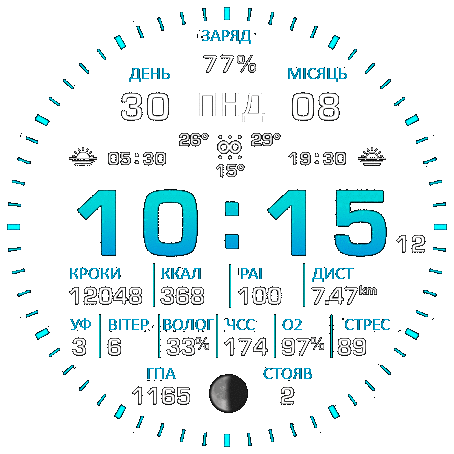 ЗАРЯД
77%
ДЕНЬ МІСЯЦЬ
30 ПНД 08
26° 29°
05:30 15° 19:30
10:15 12
КРОКИ ККАЛ PAI ДИСТ
12048 368 100 7,47km
УФ ВІТЕР ВОЛОГ ЧСС О2 СТРЕС
3 6 33% 174 97% 89
ГПА СТОЯВ
1165 2